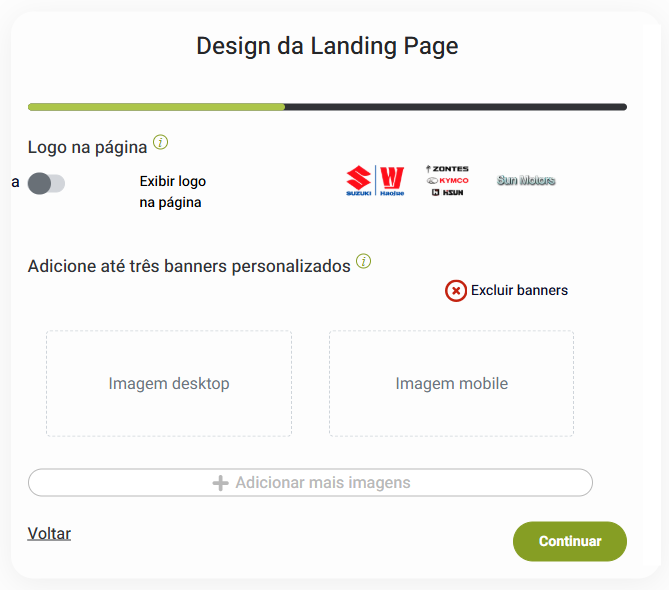 Design da Landing Page
Logo na página i
a
Exibir logo
na página
SUZUKI
Haojue
ZONTES
KYMCO
HSUN
Sun Motors
Adicione até três banners personalizados i
Excluir banners
Imagem desktop
Imagem mobile
Adicionar mais imagens
Voltar
Continuar